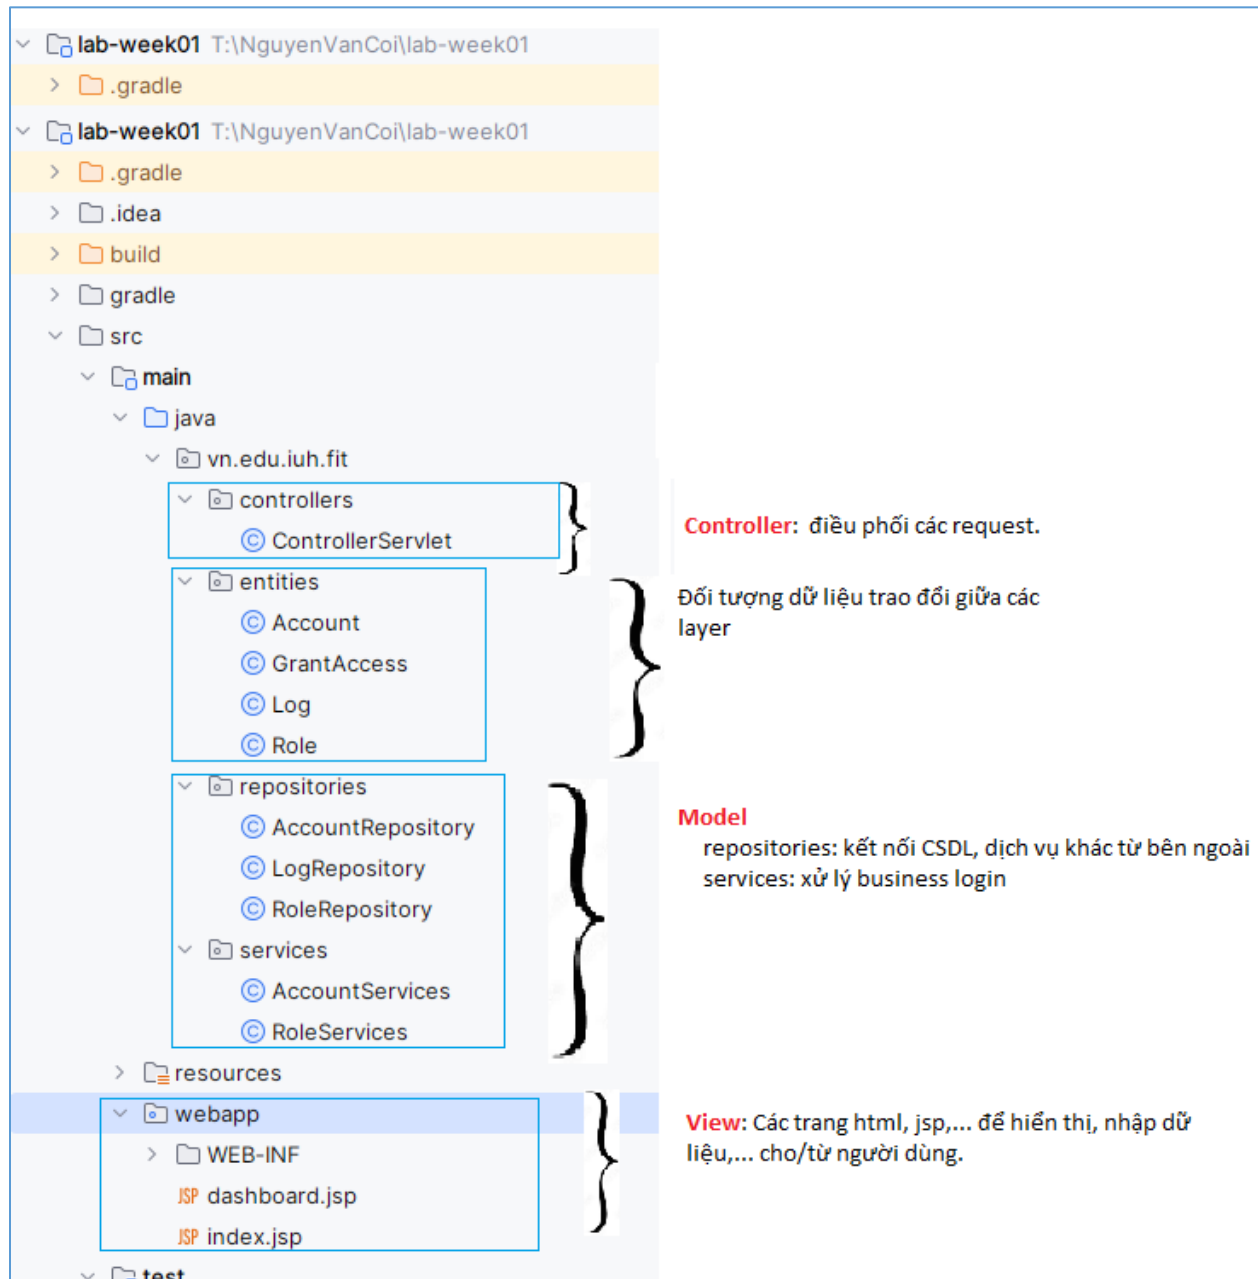 lab-week01 T:\NguyenVanCoi\lab-week01
.gradle
lab-week01 T:\NguyenVanCoi\lab-week01
.gradle
.idea
build
gradle
src
main
java
vn.edu.iuh.fit
controllers
ControllerServlet
Controller: điều phối các request.
entities
Account
GrantAccess
Log
Role
Đối tượng dữ liệu trao đổi giữa các
layer
repositories
AccountRepository
LogRepository
RoleRepository
services
AccountServices
RoleServices
Model
repositories: kết nối CSDL, dịch vụ khác từ bên ngoài
services: xử lý business login
resources
webapp
WEB-INF
JSP dashboard.jsp
JSP index.jsp
View: Các trang html, jsp,... để hiển thị, nhập dữ
liệu,... cho/từ người dùng.
test